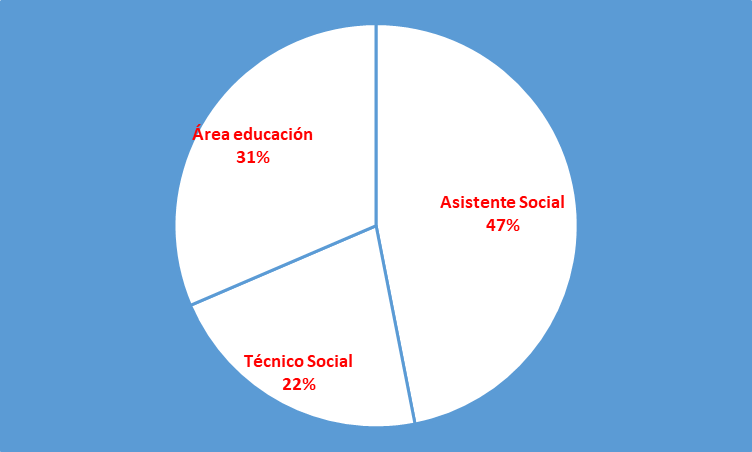 Área educación
31%
Asistente Social
47%
Técnico Social
22%